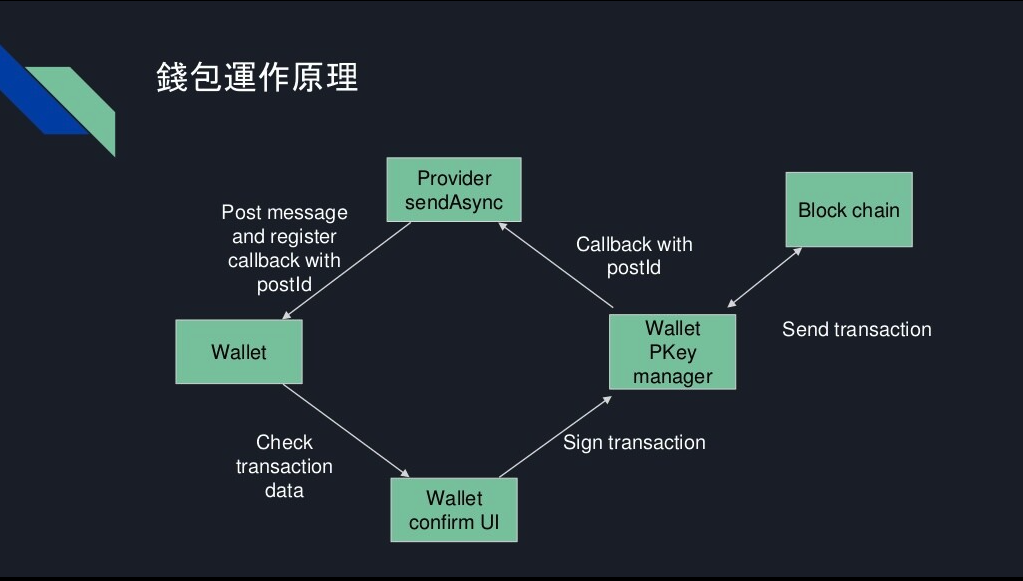 錢包運作原理
Provider
sendAsync
Block chain
Post message
and register
callback with
postId
Callback with
postId
Wallet
Wallet
PKey
manager
Send transaction
Check
transaction
data
Sign transaction
Wallet
confirm UI